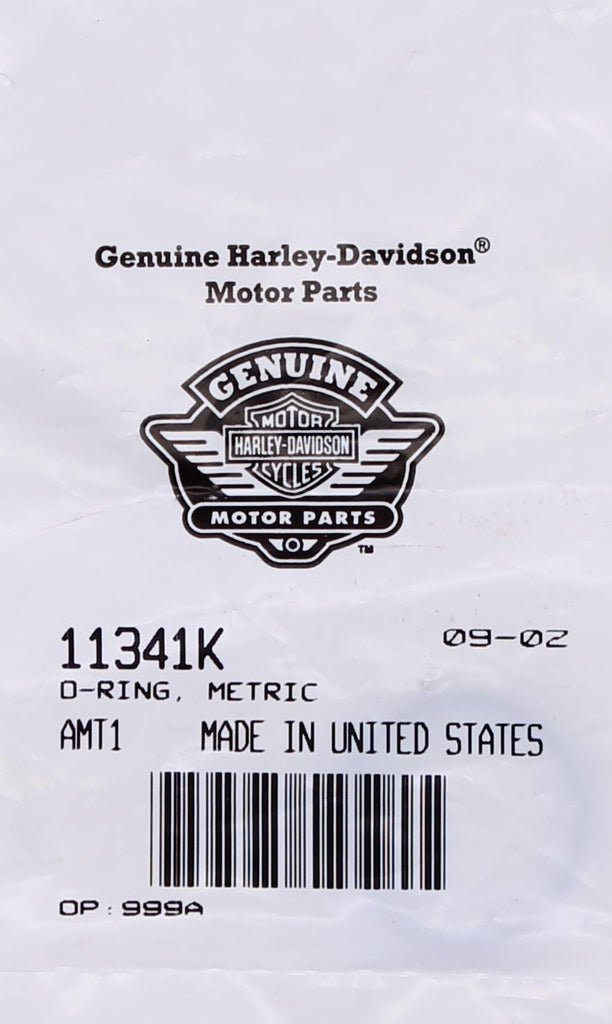 Genuine Harley-Davidson®
Motor Parts
GENUINE
MOTOR
HARLEY-DAVIDSON
CYCLES
MOTOR PARTS
TM
11341K
09-02
O-RING, METRIC
AMT1 MADE IN UNITED STATES
OP:999A